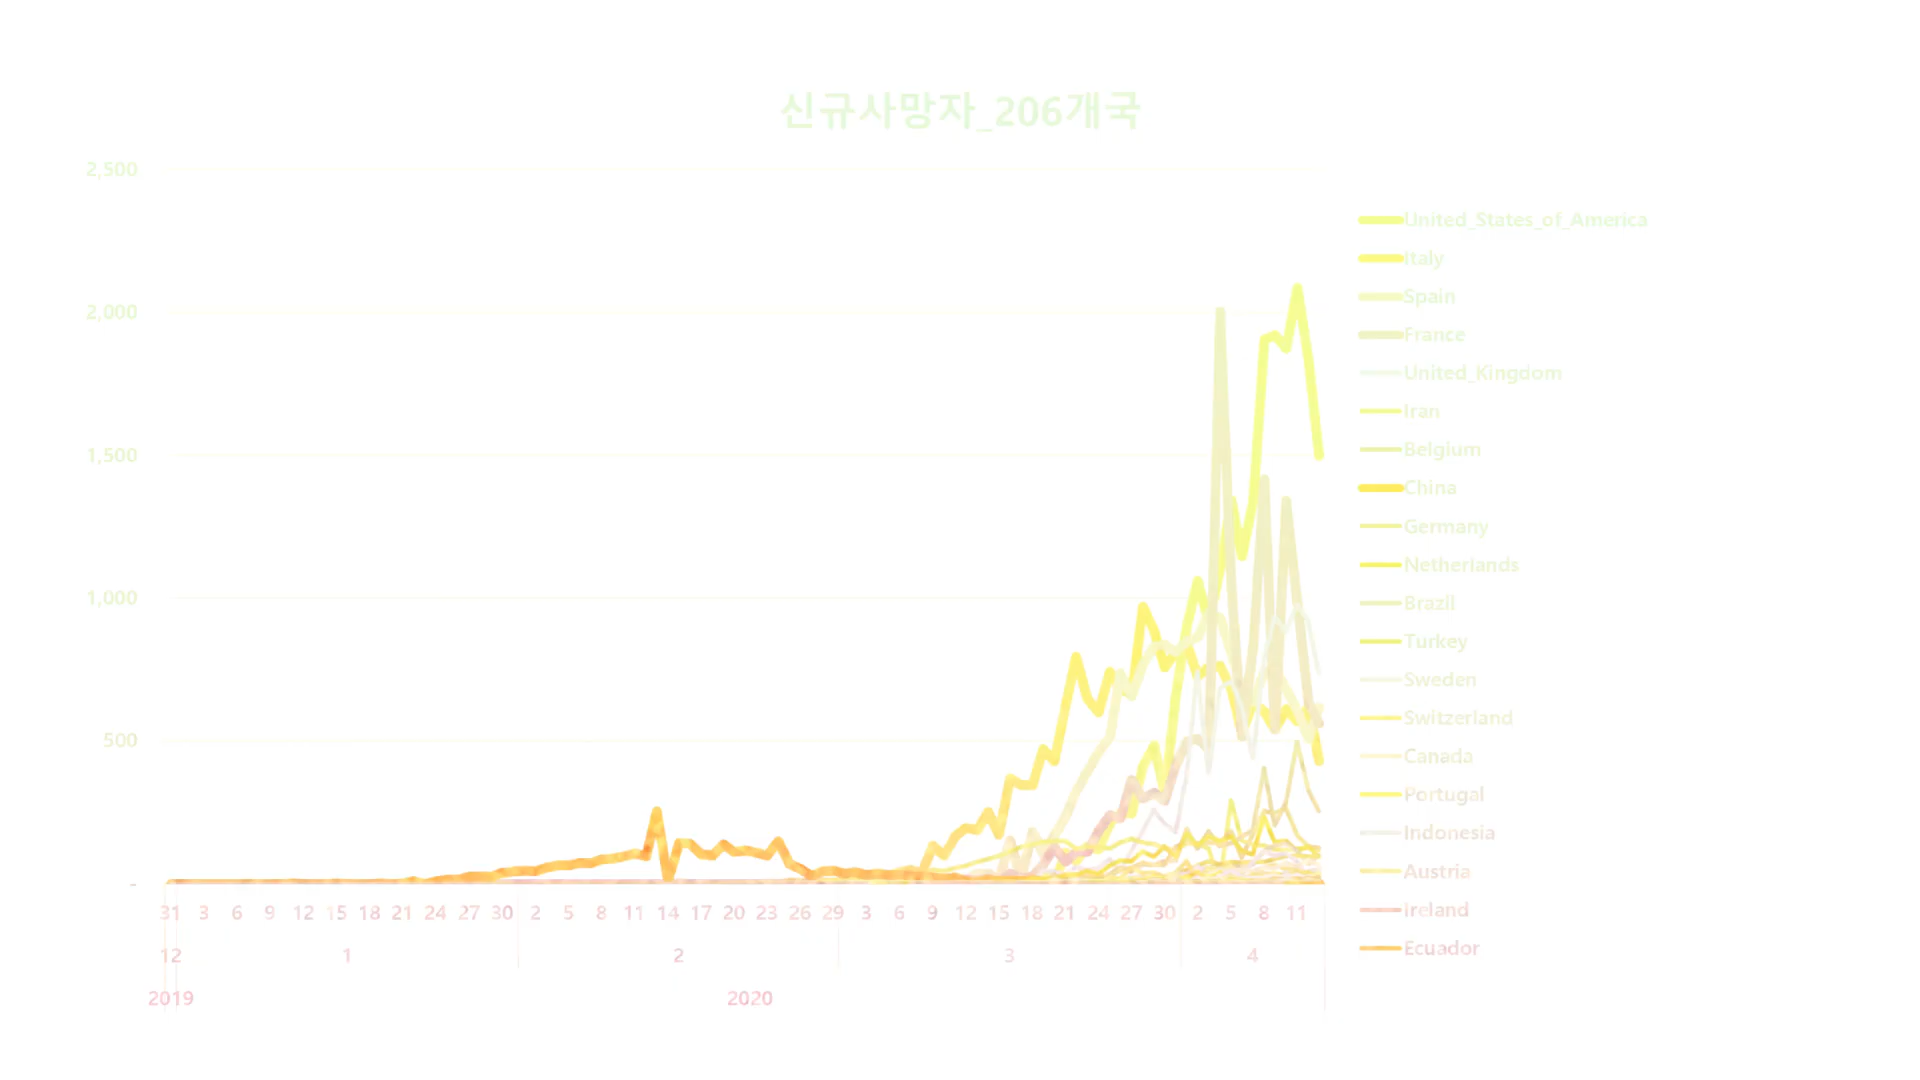 신규사망자_206개국
2,500
2,000
1,500
1,000
500
-
United_States_of_America
Italy
Spain
France
United_Kingdom
Iran
Belgium
China
Germany
Netherlands
Brazil
Turkey
Sweden
Switzerland
Canada
Portugal
Indonesia
Austria
Ireland
Ecuador
31 3 6 9 12 15 18 21 24 27 30 2 5 8 11 14 17 20 23 26 29 3 6 9 12 15 18 21 24 27 30 2 5 8 11
12 1 2 3 4
2019 2020